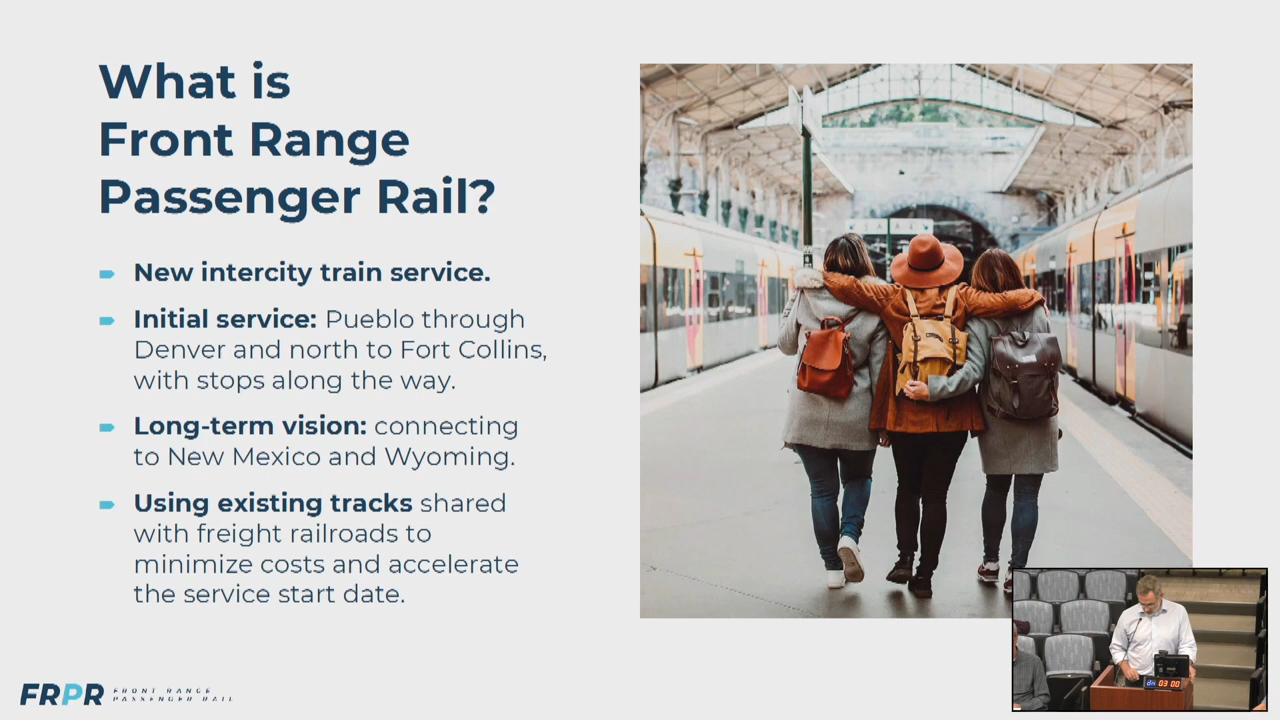 What is
Front Range
Passenger Rail?
New intercity train service.
Initial service: Pueblo through
Denver and north to Fort Collins,
with stops along the way.
Long-term vision: connecting
to New Mexico and Wyoming.
Using existing tracks shared
with freight railroads to
minimize costs and accelerate
the service start date.
FRPR
FRONT RANGE
PASSENGER RAIL
03 00